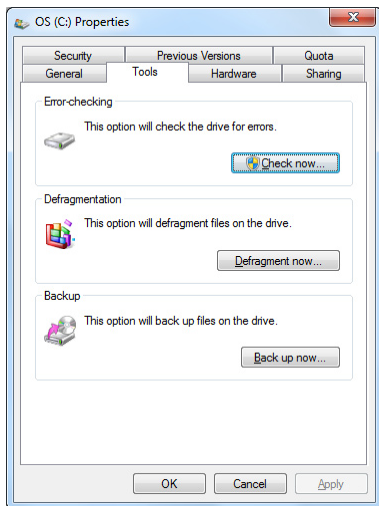 OS (C:) Properties
Security Previous Versions Quota
General Tools Hardware Sharing
Error-checking
This option will check the drive for errors.
Check now...
Defragmentation
This option will defragment files on the drive.
Defragment now...
Backup
This option will back up files on the drive.
Back up now...
OK Cancel Apply